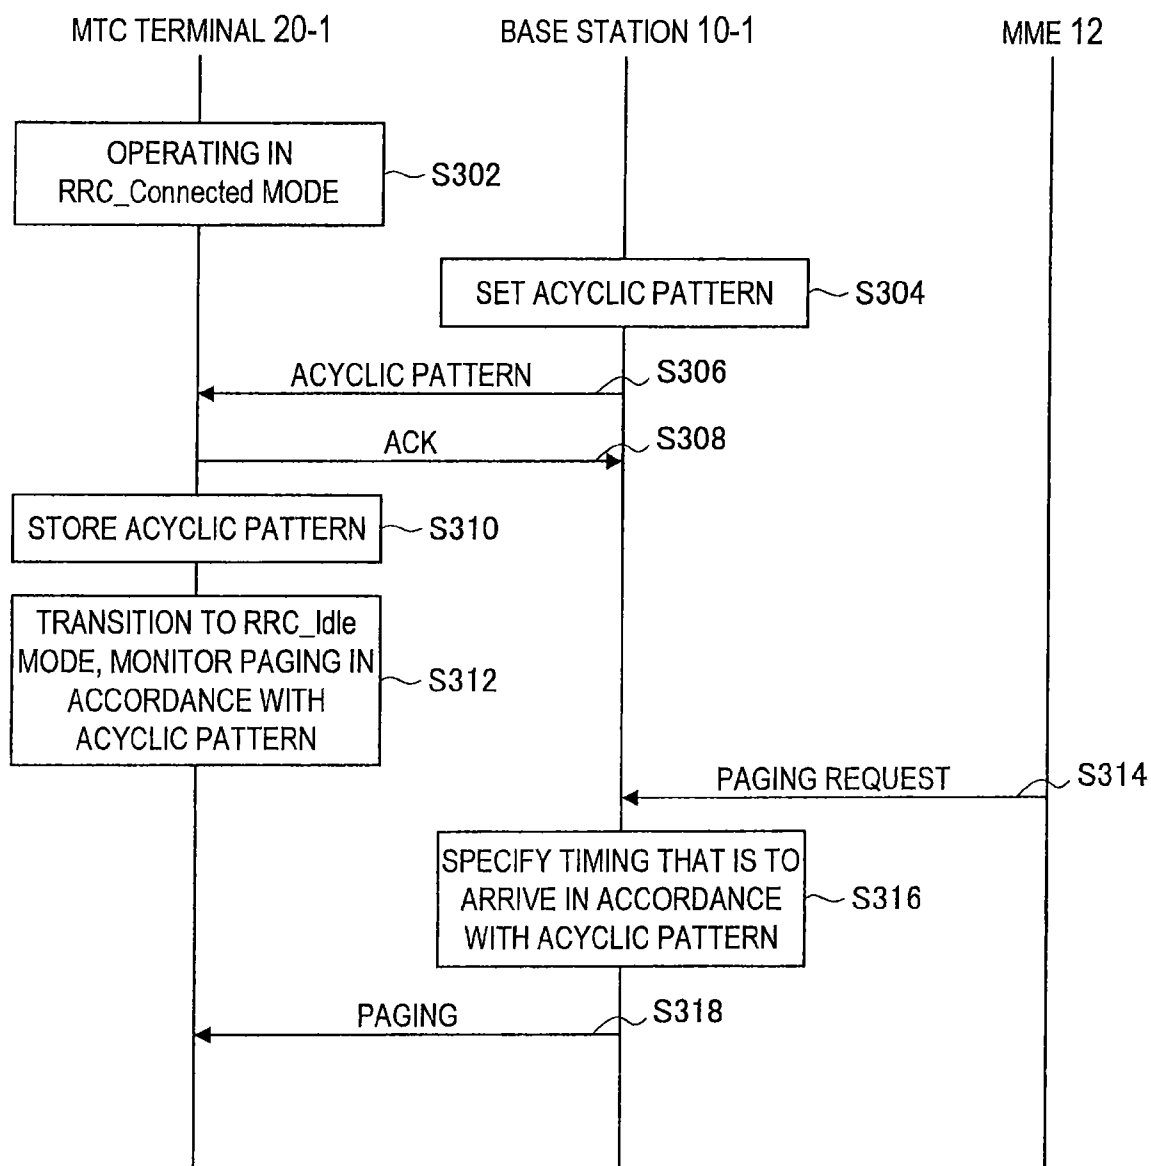 MTC TERMINAL 20-1
BASE STATION 10-1
MME 12
OPERATING IN
RRC_Connected MODE
S302
SET ACYCLIC PATTERN
S304
ACYCLIC PATTERN
S306
ACK
S308
STORE ACYCLIC PATTERN
S310
TRANSITION TO RRC_Idle
MODE, MONITOR PAGING IN
ACCORDANCE WITH
ACYCLIC PATTERN
S312
PAGING REQUEST
S314
SPECIFY TIMING THAT IS TO
ARRIVE IN ACCORDANCE
WITH ACYCLIC PATTERN
S316
PAGING
S318